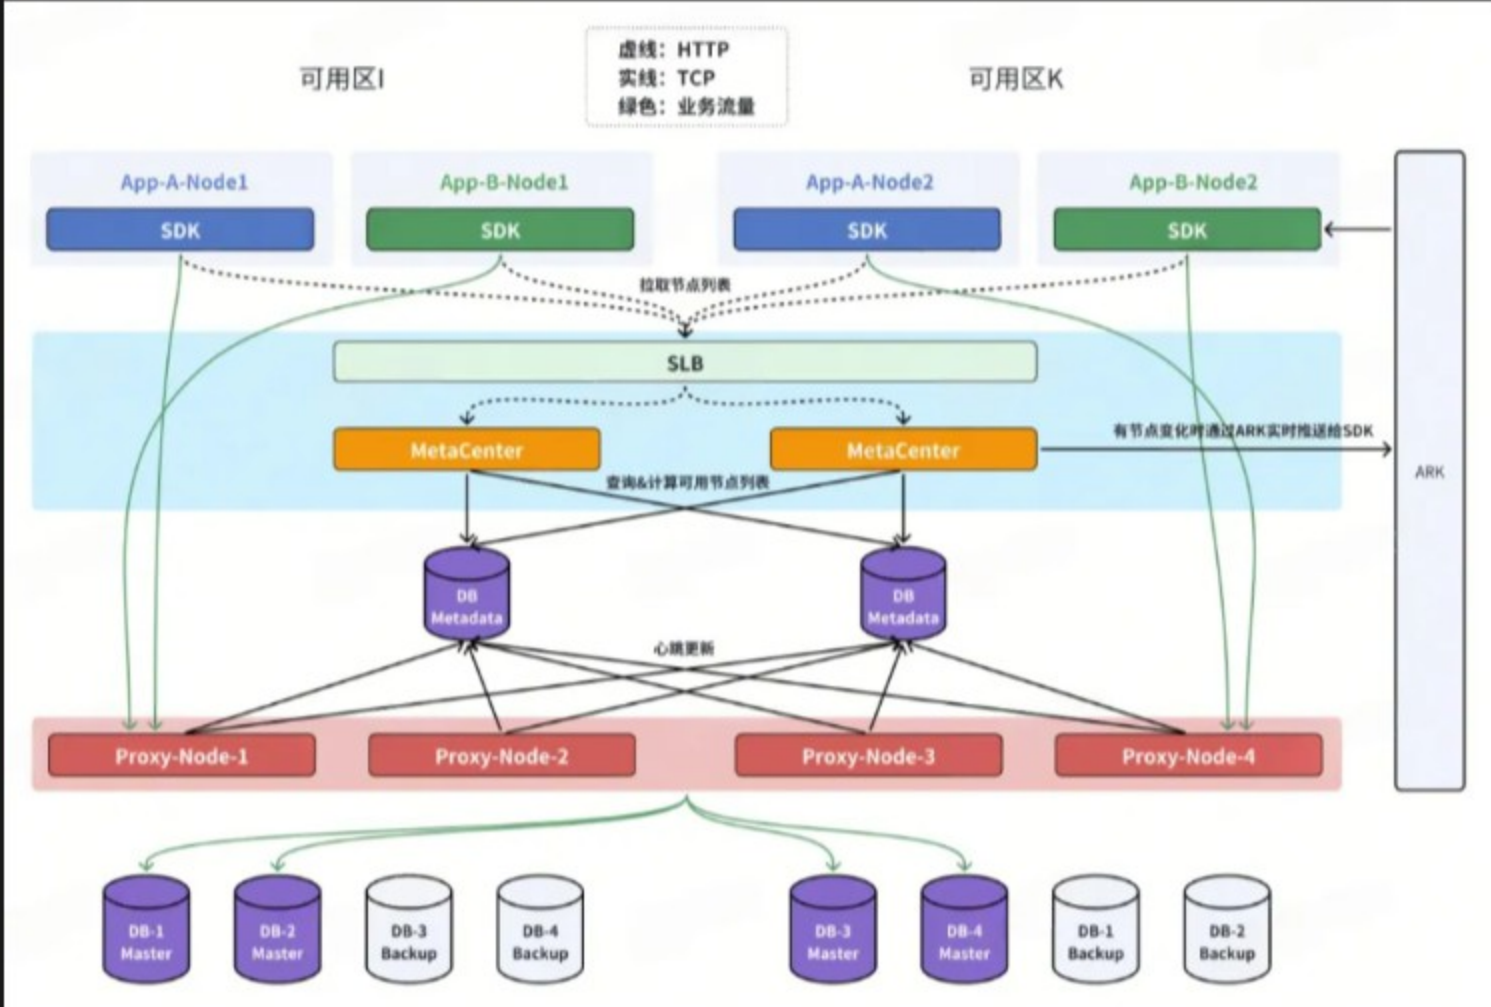 虚线：HTTP
实线：TCP
绿色：业务流量
可用区I
可用区K
App-A-Node1
App-B-Node1
App-A-Node2
App-B-Node2
SDK
SDK
SDK
SDK
拉取节点列表
SLB
MetaCenter
MetaCenter
有节点变化时通过ARK实时推送给SDK
ARK
查询&计算可用节点列表
DB
Metadata
DB
Metadata
心跳更新
Proxy-Node-1
Proxy-Node-2
Proxy-Node-3
Proxy-Node-4
DB-1
Master
DB-2
Master
DB-3
Backup
DB-4
Backup
DB-3
Master
DB-4
Master
DB-1
Backup
DB-2
Backup